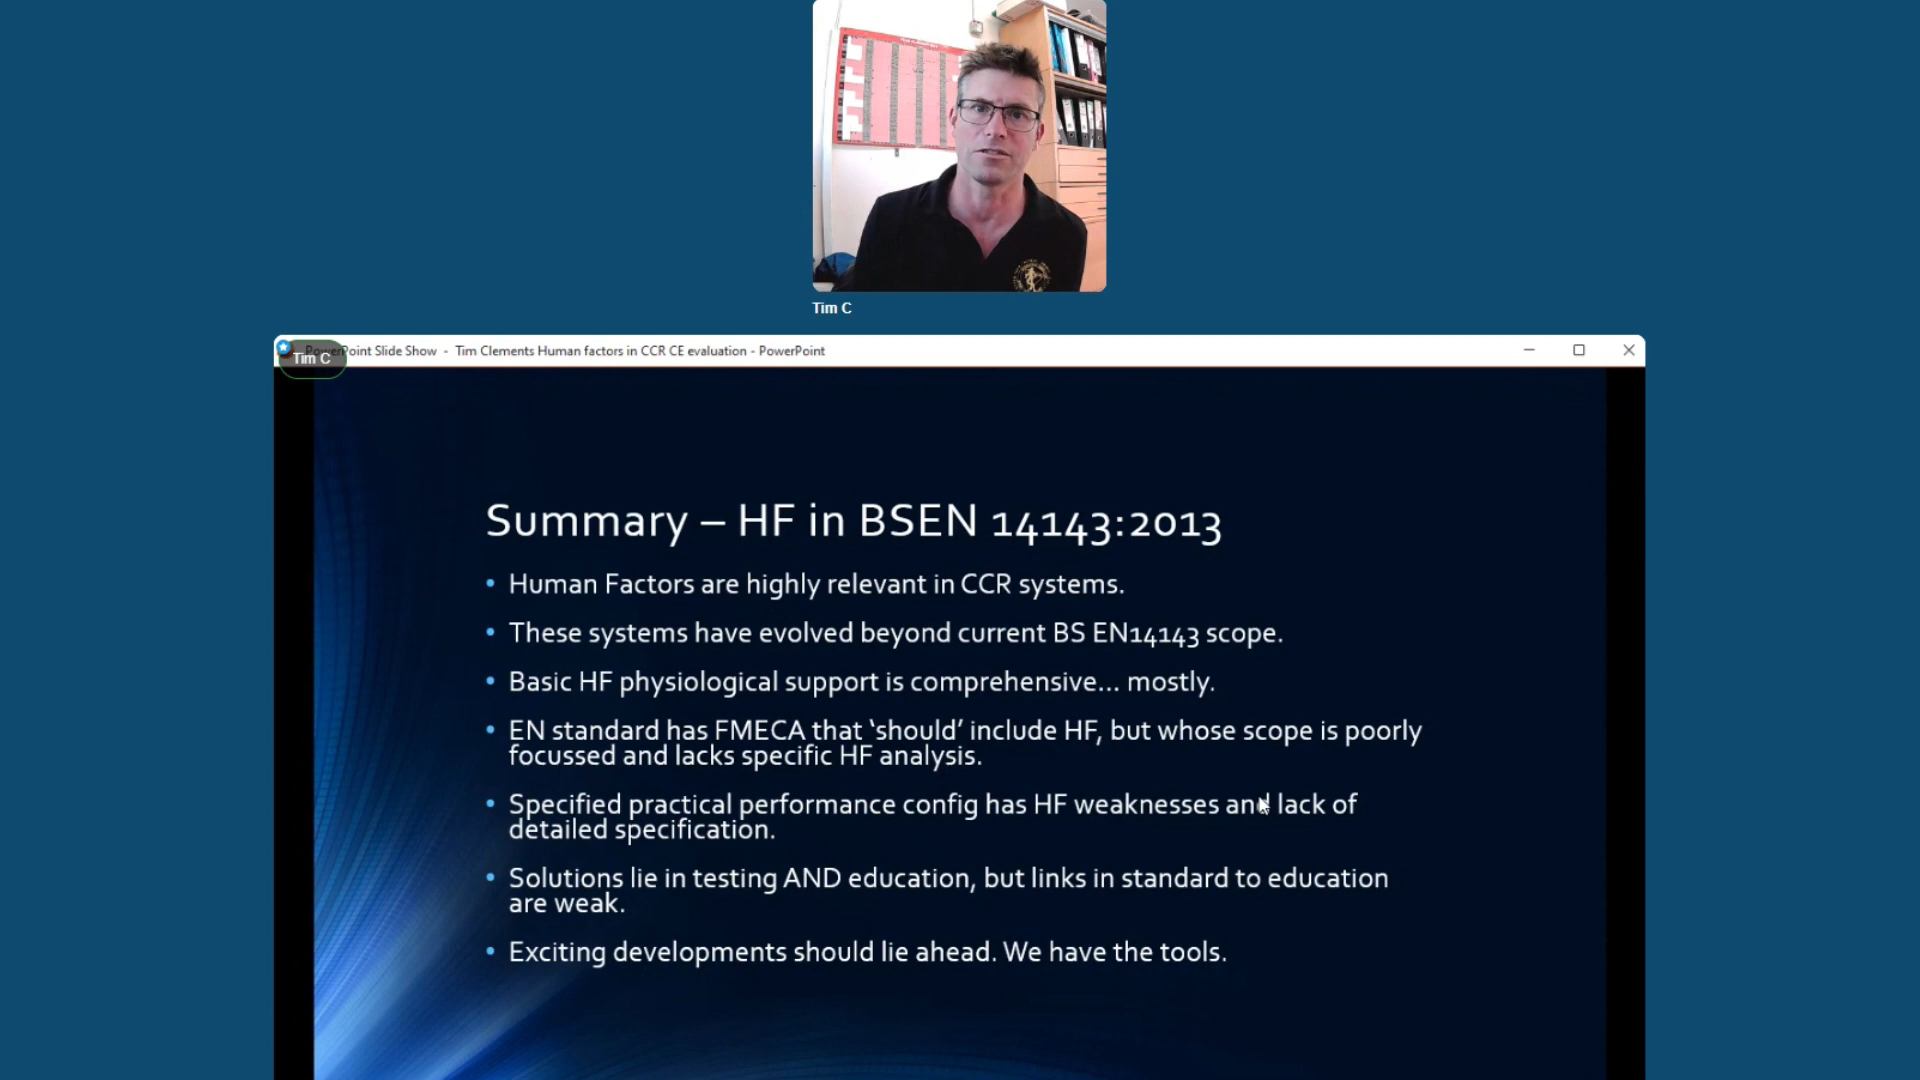 Tim C
PowerPoint Slide Show - Tim Clements Human factors in CCR CE evaluation - PowerPoint
Tim C
Summary – HF in BSEN 14143:2013
• Human Factors are highly relevant in CCR systems.
• These systems have evolved beyond current BS EN14143 scope.
• Basic HF physiological support is comprehensive... mostly.
• EN standard has FMECA that ‘should’ include HF, but whose scope is poorly
focussed and lacks specific HF analysis.
• Specified practical performance config has HF weaknesses and lack of
detailed specification.
• Solutions lie in testing AND education, but links in standard to education
are weak.
• Exciting developments should lie ahead. We have the tools.